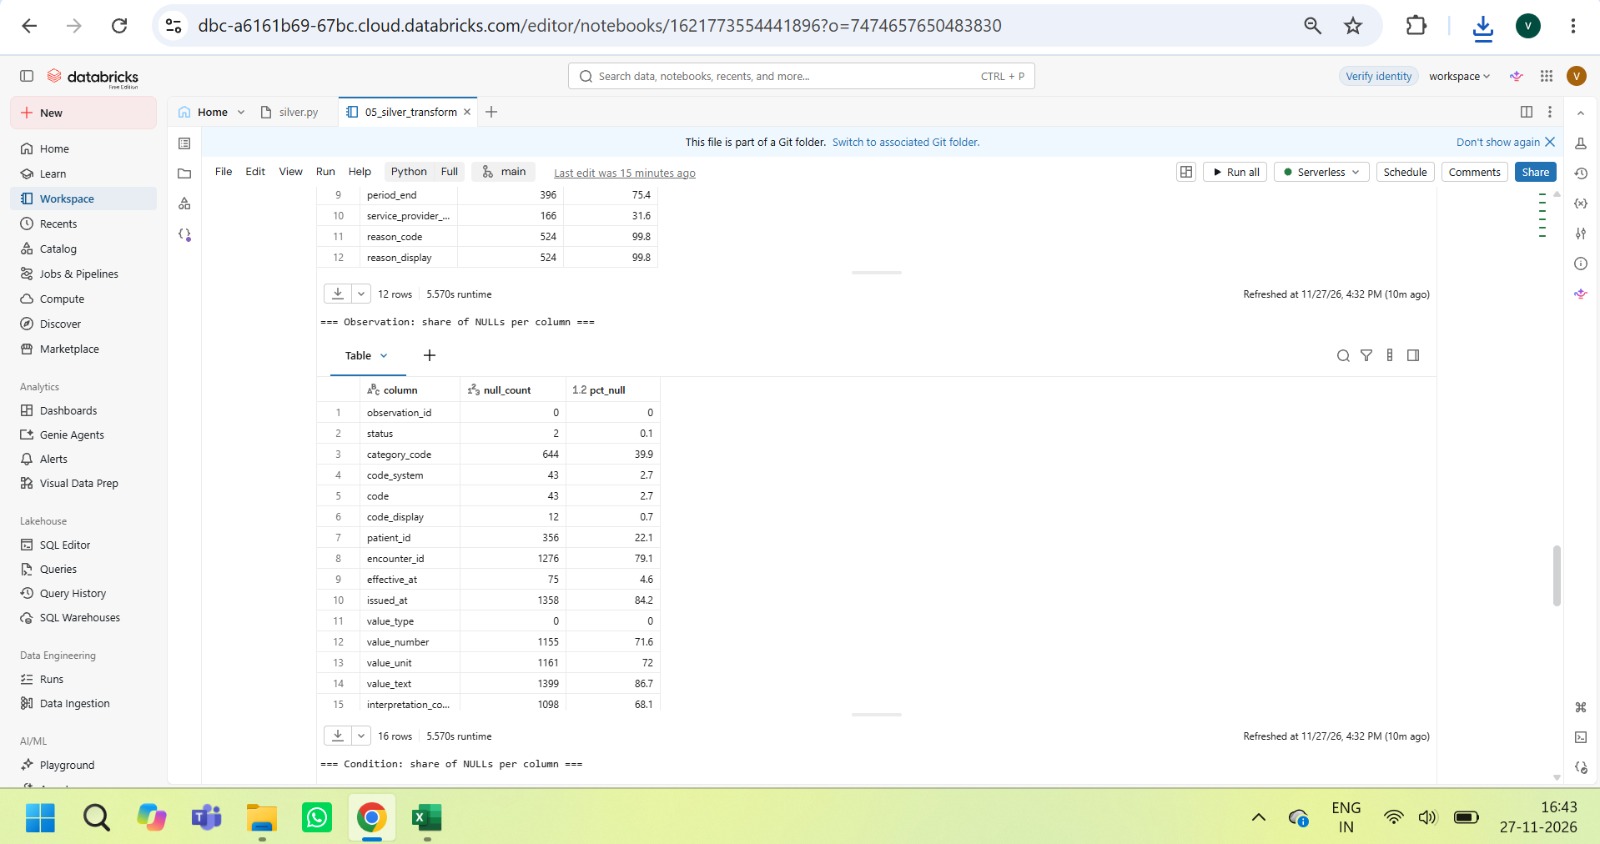 dbc-a6161b69-67bc.cloud.databricks.com/editor/notebooks/1621773554441896?o=7474657650483830
V
databricks
Free Edition
Search data, notebooks, recents, and more...
CTRL + P
Verify identity
workspace
V
New
Home
silver.py
05_silver_transform
This file is part of a Git folder. Switch to associated Git folder.
Don't show again
File Edit View Run Help Python Full main Last edit was 15 minutes ago
Run all Serverless Schedule Comments Share
Home
Learn
Workspace
Recents
Catalog
Jobs & Pipelines
Compute
Discover
Marketplace
Analytics
Dashboards
Genie Agents
Alerts
Visual Data Prep
Lakehouse
SQL Editor
Queries
Query History
SQL Warehouses
Data Engineering
Runs
Data Ingestion
AI/ML
Playground
9 period_end 396 75.4
10 service_provider_... 166 31.6
11 reason_code 524 99.8
12 reason_display 524 99.8
12 rows 5.570s runtime
Refreshed at 11/27/26, 4:32 PM (10m ago)
=== Observation: share of NULLs per column ===
Table
column null_count 1.2 pct_null
1 observation_id 0 0
2 status 2 0.1
3 category_code 644 39.9
4 code_system 43 2.7
5 code 43 2.7
6 code_display 12 0.7
7 patient_id 356 22.1
8 encounter_id 1276 79.1
9 effective_at 75 4.6
10 issued_at 1358 84.2
11 value_type 0 0
12 value_number 1155 71.6
13 value_unit 1161 72
14 value_text 1399 86.7
15 interpretation_co... 1098 68.1
16 rows 5.570s runtime
Refreshed at 11/27/26, 4:32 PM (10m ago)
=== Condition: share of NULLs per column ===
ENG
IN
16:43
27-11-2026